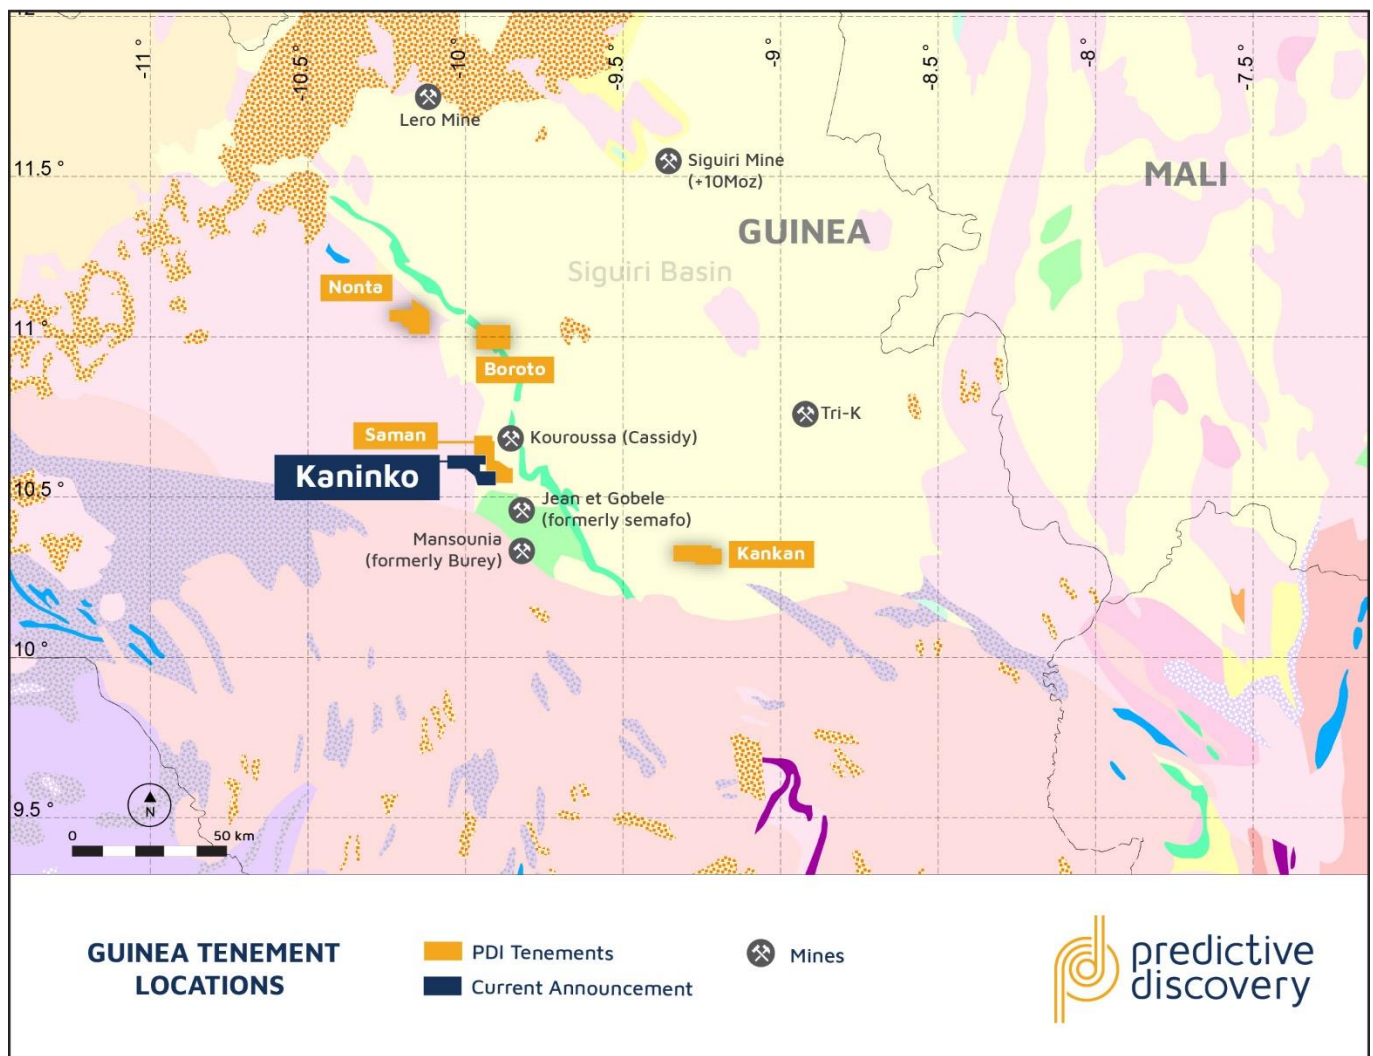 12
-11 °
-10.5 °
-10 °
-9.5 °
-9 °
-8.5 °
-8 °
-7.5 °
Lero Mine
Siguiri Mine
(+10Moz)
MALI
11.5 °
GUINEA
Siguiri Basin
Nonta
11 °
Boroto
Tri-K
Saman
Kouroussa (Cassidy)
Kaninko
10.5 °
Jean et Gobele
(formerly semafo)
Mansounia
(formerly Burey)
Kankan
10 °
9.5 °
N
0
50 km
GUINEA TENEMENT
LOCATIONS
PDI Tenements
Current Announcement
Mines
predictive
discovery